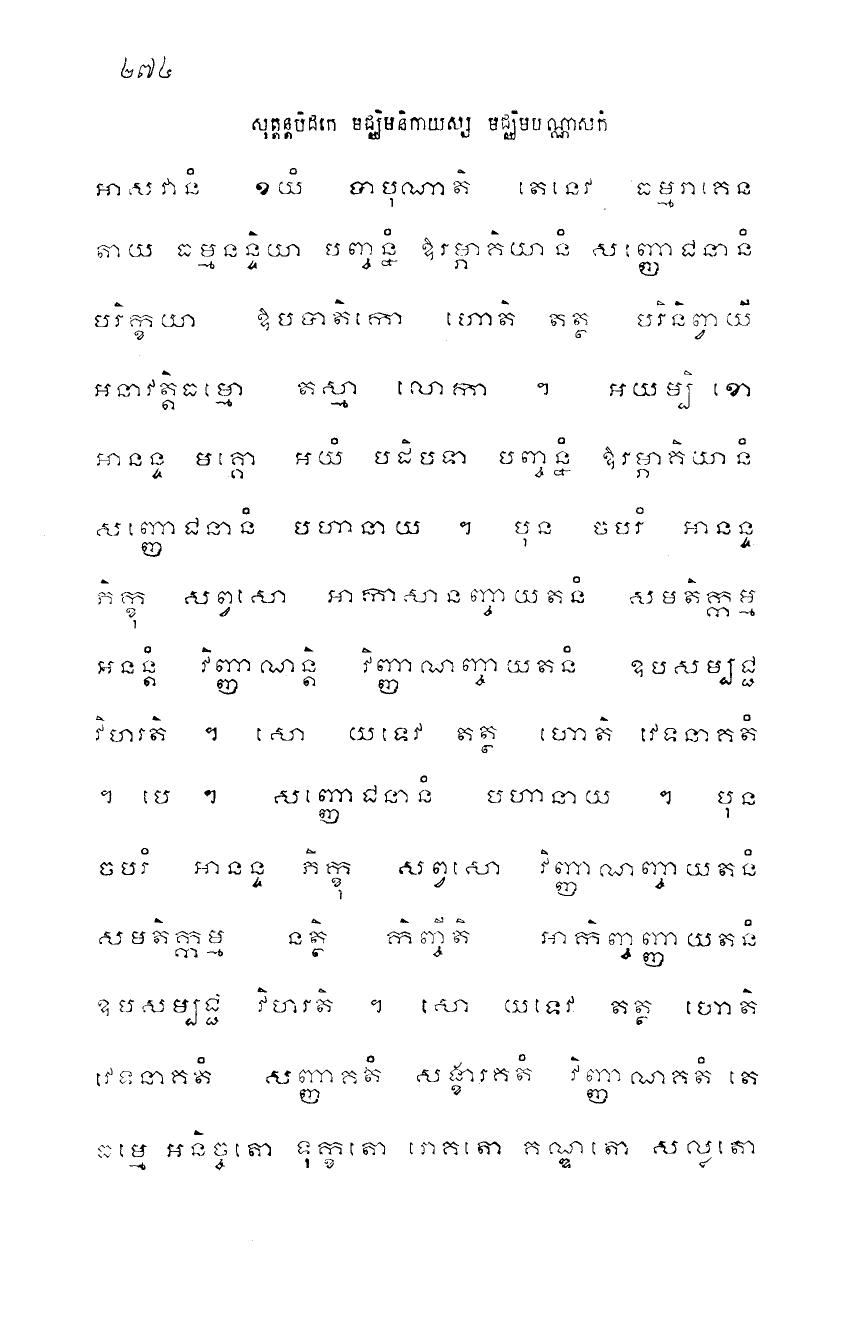 ២៧៤
សុត្តន្តបិដកេ មជ្ឈិមនិកាយស្ស មជ្ឈិមបណ្ណាសកំ
អាសវានំ ខយំ បាបុណាតិ តេនេវ ធម្មរាគេន
តាយ ធម្មនន្ទិយា បញ្ចន្នំ ឱរម្ភាគិយានំ សញ្ញោជនានំ
បរិក្ខយា ឱបបាតិកោ ហោតិ តត្ថ បរិនិព្វាយី
អនាវត្តិធម្មោ តស្មា លោកា ។ អយម្បិ ខោ
អានន្ទ មគ្គោ អយំ បដិបទា បញ្ចន្នំ ឱរម្ភាគិយានំ
សញ្ញោជនានំ បហានាយ ។ បុន ចបរំ អានន្ទ
ភិក្ខុ សព្វសោ អាកាសានញ្ចាយតនំ សមតិក្កម្ម
អនន្តំ វិញ្ញាណន្តិ វិញ្ញាណញ្ចាយតនំ ឧបសម្បជ្ជ
វិហរតិ ។ សោ យទេវ តត្ថ ហោតិ វេទនាគតំ
។ បេ ។ សញ្ញោជនានំ បហានាយ ។ បុន
ចបរំ អានន្ទ ភិក្ខុ សព្វសោ វិញ្ញាណញ្ចាយតនំ
សមតិក្កម្ម នត្ថិ កិញ្ចីតិ អាកិញ្ចញ្ញាយតនំ
ឧបសម្បជ្ជ វិហរតិ ។ សោ យទេវ តត្ថ ហោតិ
វេទនាគតំ សញ្ញាគតំ សង្ខារគតំ វិញ្ញាណគតំ តេ
ធម្មេ អនិច្ចតោ ទុក្ខតោ រោគតោ គណ្ឌតោ សល្លតោ